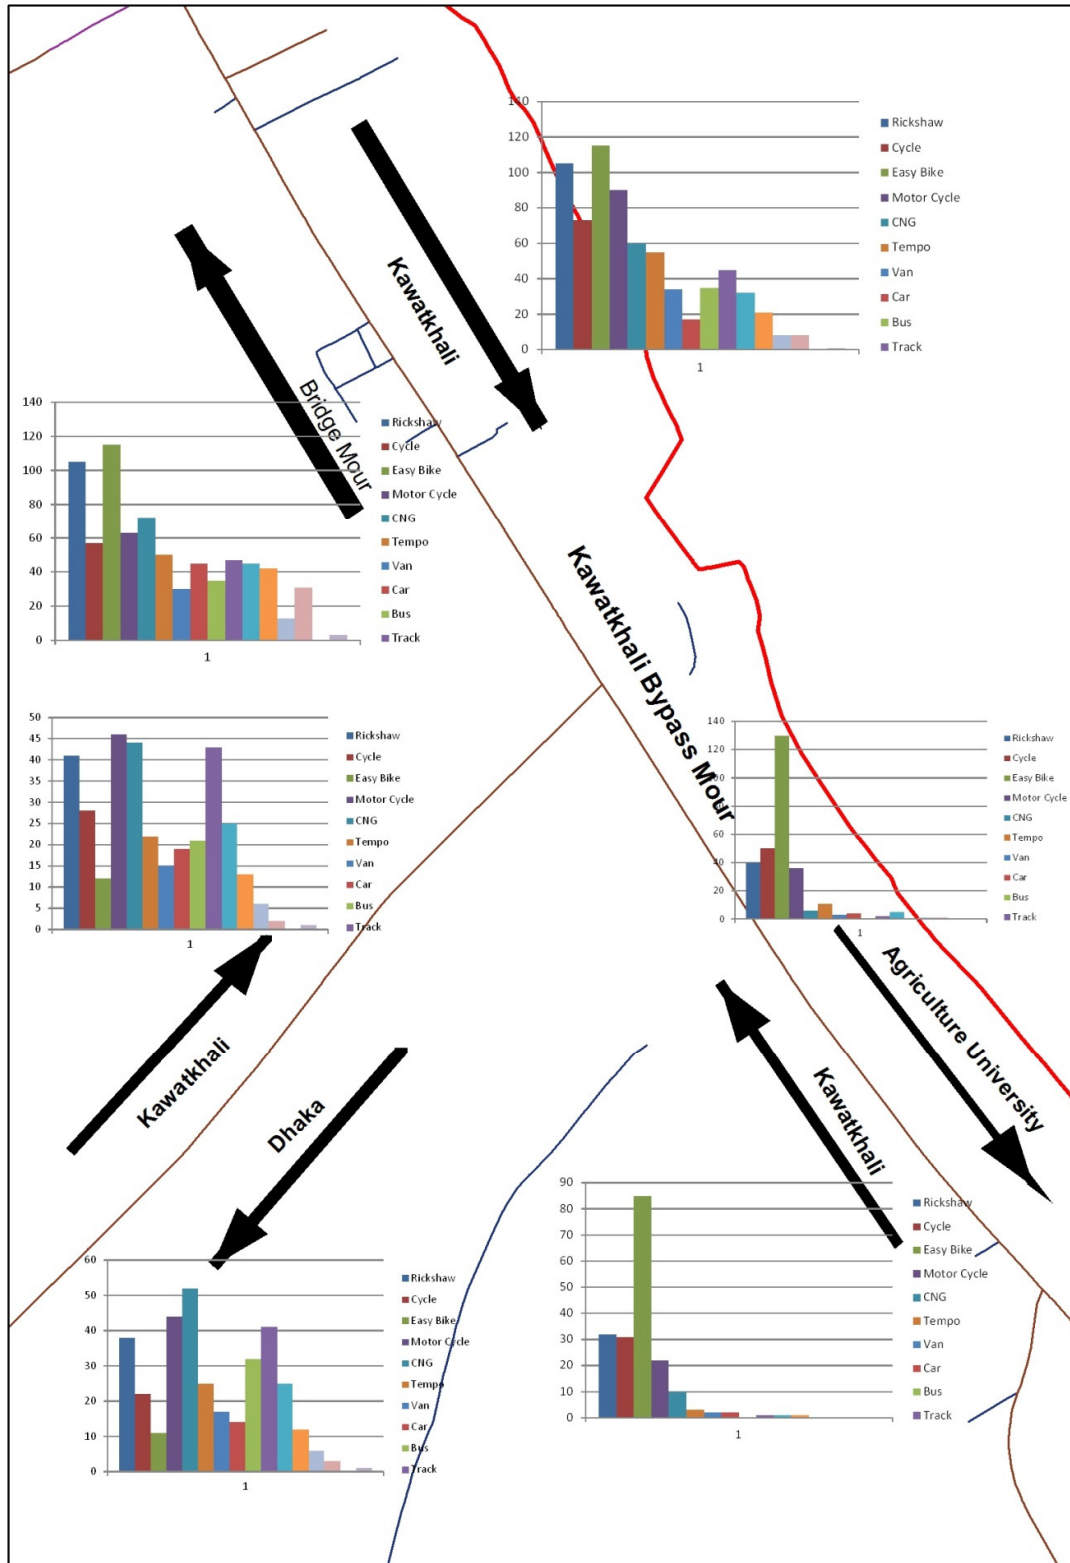 140
120
100
80
60
40
20
0
1
Rickshaw
Cycle
Easy Bike
Motor Cycle
CNG
Tempo
Van
Car
Bus
Track
Kawatkhali
Bridge Mour
140
120
100
80
60
40
20
0
1
Rickshaw
Cycle
Easy Bike
Motor Cycle
CNG
Tempo
Van
Car
Bus
Track
Kawatkhali Bypass Mour
50
45
40
35
30
25
20
15
10
5
0
1
Rickshaw
Cycle
Easy Bike
Motor Cycle
CNG
Tempo
Van
Car
Bus
Track
140
120
100
80
60
40
20
0
1
Rickshaw
Cycle
Easy Bike
Motor Cycle
CNG
Tempo
Van
Car
Bus
Track
Kawatkhali
Dhaka
Agriculture University
Kawatkhali
60
50
40
30
20
10
0
1
Rickshaw
Cycle
Easy Bike
Motor Cycle
CNG
Tempo
Van
Car
Bus
Track
90
80
70
60
50
40
30
20
10
0
1
Rickshaw
Cycle
Easy Bike
Motor Cycle
CNG
Tempo
Van
Car
Bus
Track